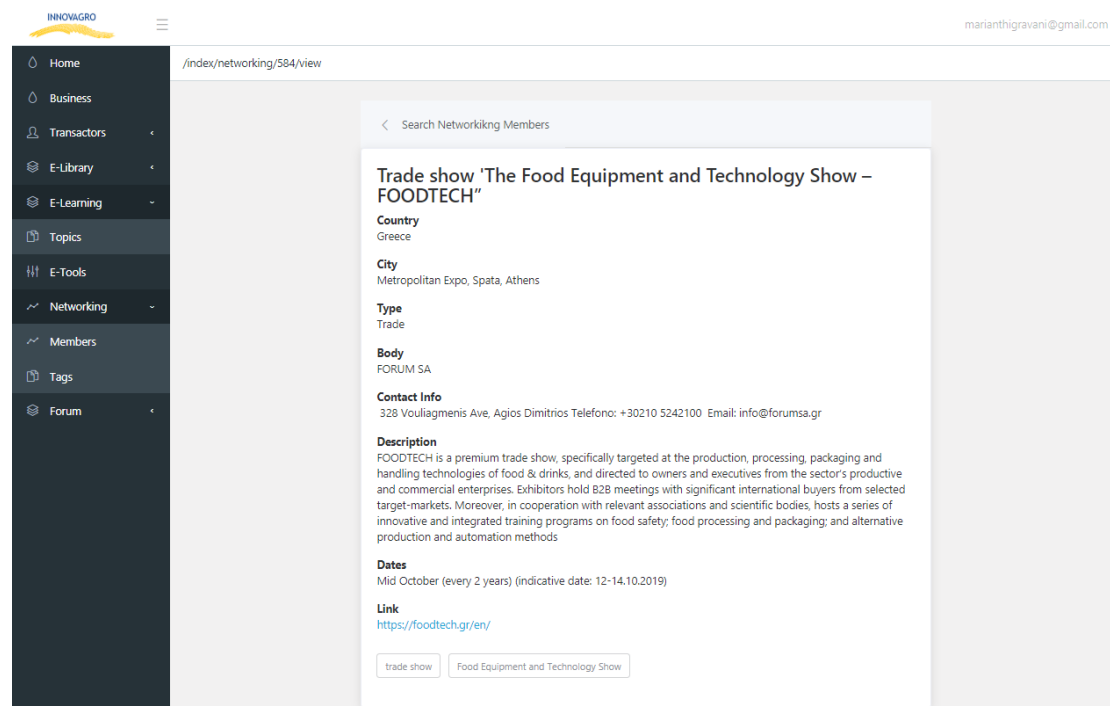 INNOVAGRO
marianthigravani@gmail.com
Home
/index/networking/584/view
Business
Transactors
E-Library
E-Learning
Topics
E-Tools
Networking
Members
Tags
Forum
Search Networkikng Members
Trade show 'The Food Equipment and Technology Show –
FOODTECH”
Country
Greece
City
Metropolitan Expo, Spata, Athens
Type
Trade
Body
FORUM SA
Contact Info
328 Vouliagmenis Ave, Agios Dimitrios Telefono: +30210 5242100 Email: info@forumsa.gr
Description
FOODTECH is a premium trade show, specifically targeted at the production, processing, packaging and
handling technologies of food & drinks, and directed to owners and executives from the sector's productive
and commercial enterprises. Exhibitors hold B2B meetings with significant international buyers from selected
target-markets. Moreover, in cooperation with relevant associations and scientific bodies, hosts a series of
innovative and integrated training programs on food safety; food processing and packaging; and alternative
production and automation methods
Dates
Mid October (every 2 years) (indicative date: 12-14.10.2019)
Link
https://foodtech.gr/en/
trade show
Food Equipment and Technology Show